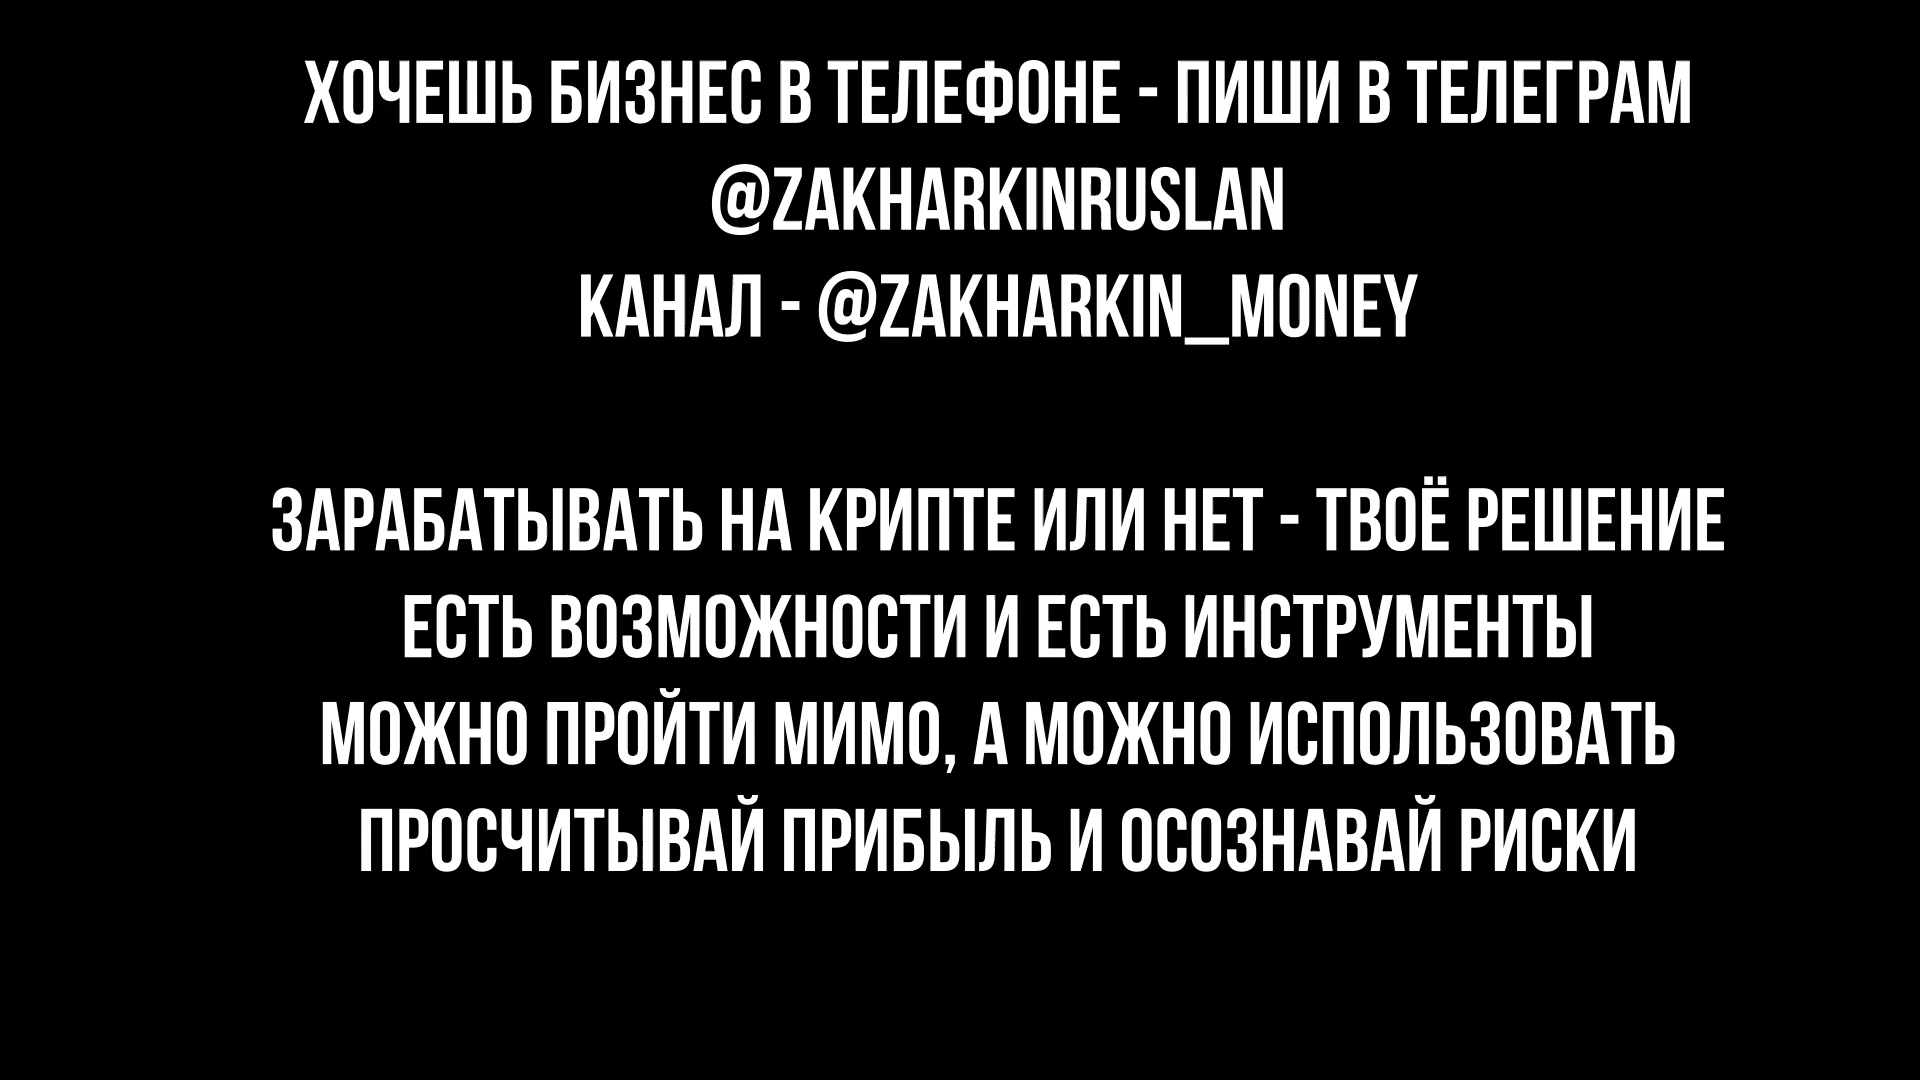 ХОЧЕШЬ БИЗНЕС В ТЕЛЕФОНЕ - ПИШИ В ТЕЛЕГРАМ
@ZAKHARKINRUSLAN
КАНАЛ - @ZAKHARKIN_MONEY
ЗАРАБАТЫВАТЬ НА КРИПТЕ ИЛИ НЕТ - ТВОЁ РЕШЕНИЕ
ЕСТЬ ВОЗМОЖНОСТИ И ЕСТЬ ИНСТРУМЕНТЫ
МОЖНО ПРОЙТИ МИМО, А МОЖНО ИСПОЛЬЗОВАТЬ
ПРОСЧИТЫВАЙ ПРИБЫЛЬ И ОСОЗНАВАЙ РИСКИ